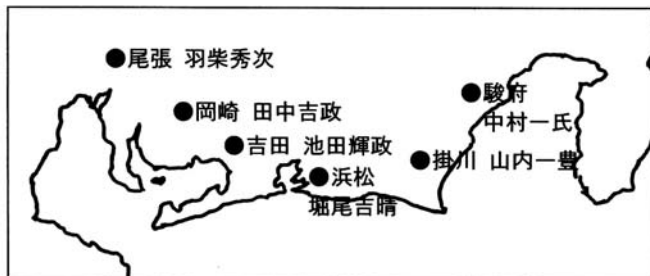 尾張 羽柴秀次
岡崎 田中吉政
吉田 池田輝政
浜松
堀尾吉晴
掛川 山内一豊
駿府
中村一氏